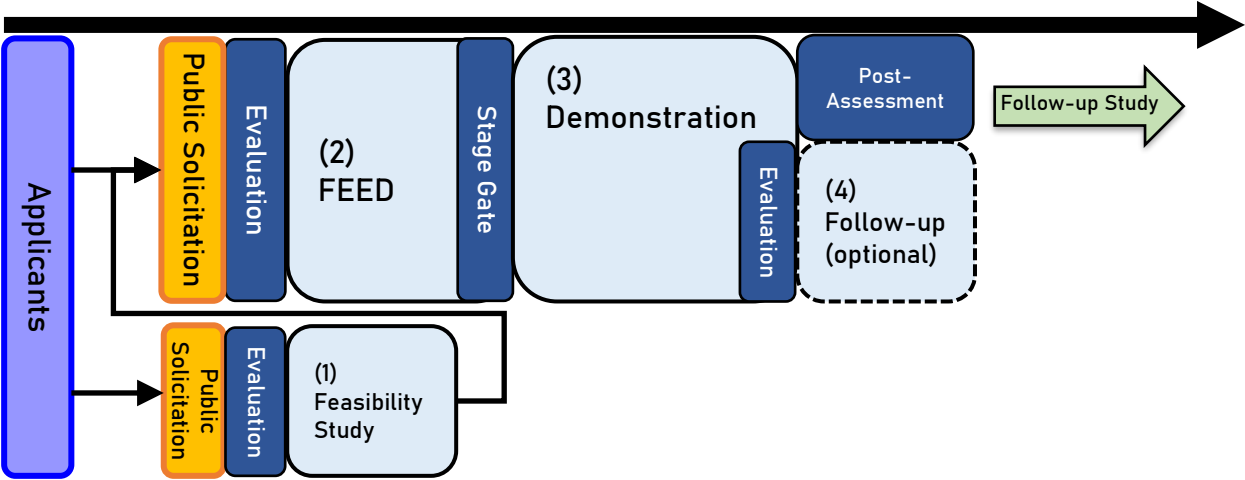 Applicants
Public Solicitation
Evaluation
(2)
FEED
Stage Gate
(3)
Demonstration
Evaluation
Post-
Assessment
(4)
Follow-up
(optional)
Follow-up Study
Public
Solicitation
Evaluation
(1)
Feasibility
Study